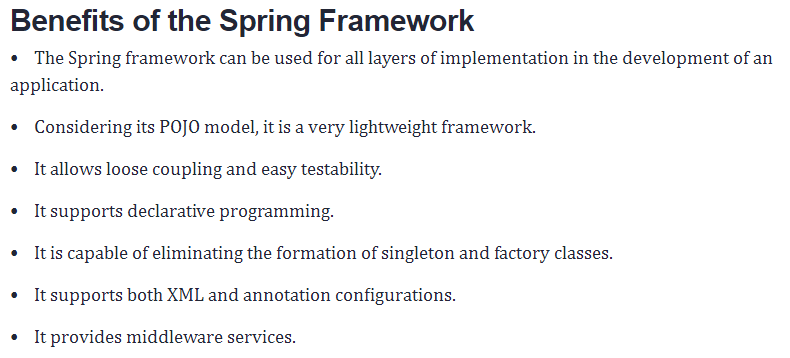 Benefits of the Spring Framework
• The Spring framework can be used for all layers of implementation in the development of an
application.
• Considering its POJO model, it is a very lightweight framework.
• It allows loose coupling and easy testability.
• It supports declarative programming.
• It is capable of eliminating the formation of singleton and factory classes.
• It supports both XML and annotation configurations.
• It provides middleware services.